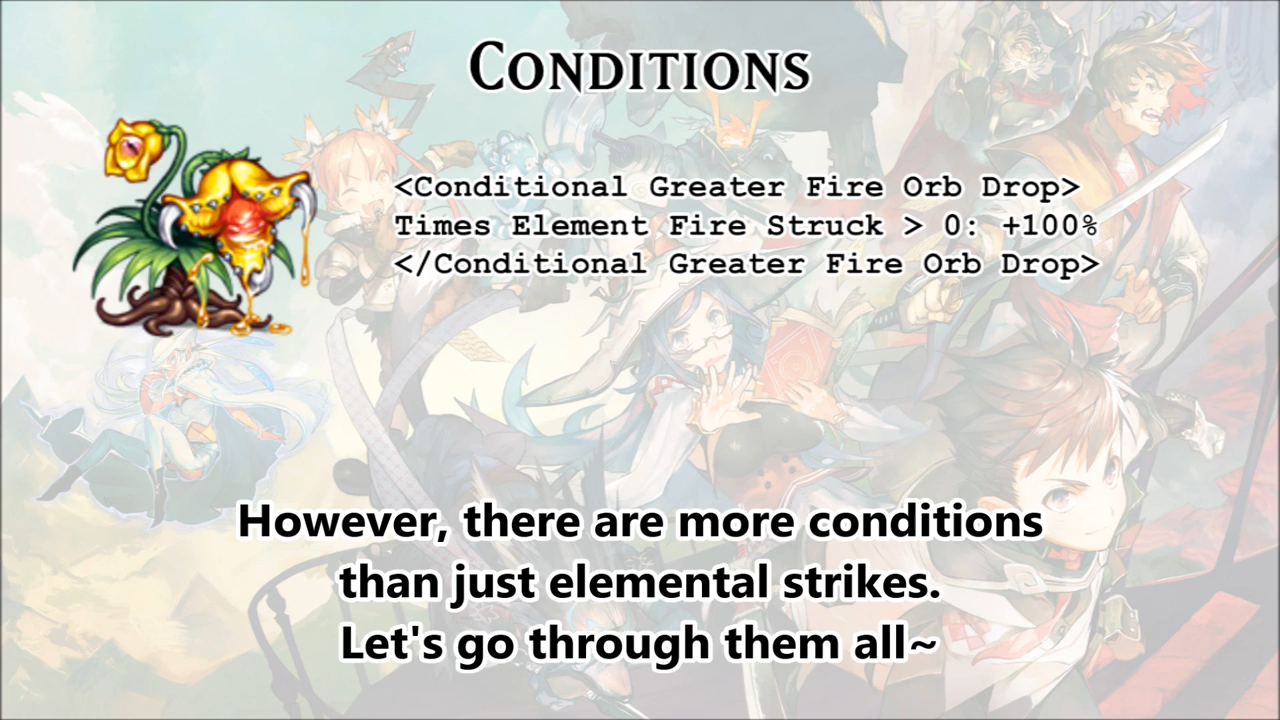 CONDITIONS
<Conditional Greater Fire Orb Drop>
Times Element Fire Struck > 0: +100%
</Conditional Greater Fire Orb Drop>
However, there are more conditions
than just elemental strikes.
Let's go through them all~